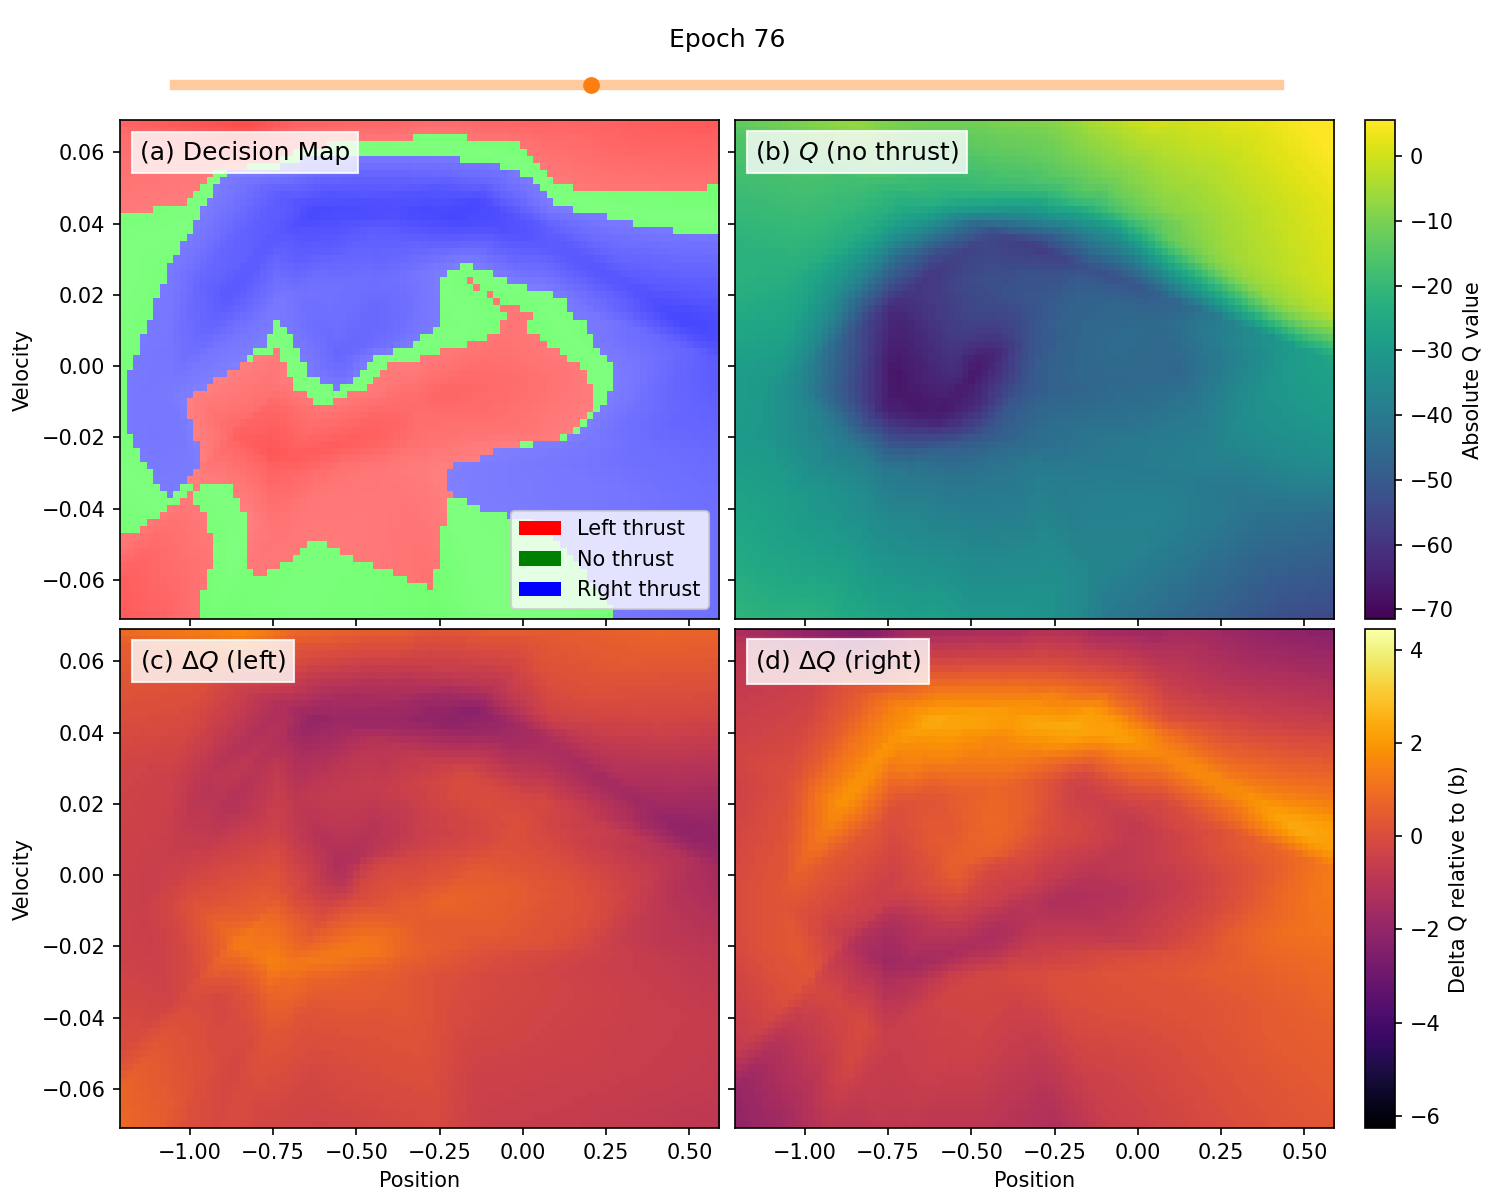 Epoch 76
(a) Decision Map
(b) Q (no thrust)
0.06
0.04
0.02
0.00
−0.02
−0.04
−0.06
Velocity
Left thrust
No thrust
Right thrust
0
−10
−20
−30
−40
−50
−60
−70
Absolute Q value
(c) ΔQ (left)
(d) ΔQ (right)
0.06
0.04
0.02
0.00
−0.02
−0.04
−0.06
Velocity
4
2
0
−2
−4
−6
Delta Q relative to (b)
−1.00 −0.75 −0.50 −0.25 0.00 0.25 0.50
Position
−1.00 −0.75 −0.50 −0.25 0.00 0.25 0.50
Position